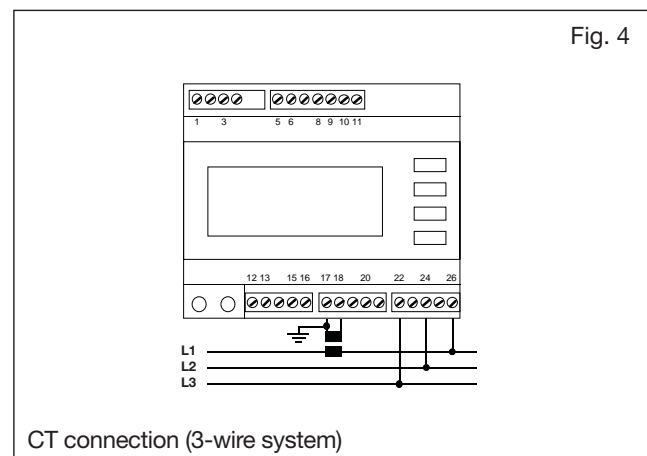 Fig. 4
1 3 5 6 8 9 10 11
12 13 15 16 17 18 20 22 24 26
L1
L2
L3
CT connection (3-wire system)